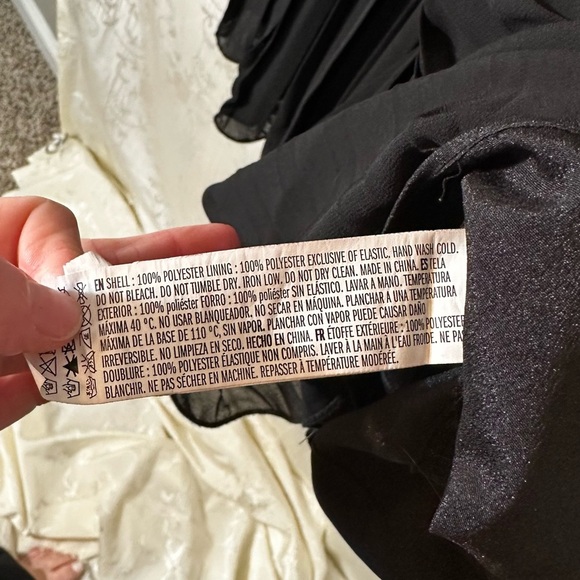 EN SHELL : 100% POLYESTER LINING : 100% POLYESTER EXCLUSIVE OF ELASTIC. HAND WASH COLD.
DO NOT BLEACH. DO NOT TUMBLE DRY. IRON LOW, DO NOT DRY CLEAN. MADE IN CHINA. ES TELA
EXTERIOR : 100% poliéster FORRO : 100% poliéster SIN ELÁSTICO. LAVAR A MANO. TEMPERATURA
MÁXIMA 40 °C. NO USAR BLANQUEADOR. NO SECAR EN MÁQUINA. PLANCHAR A UNA TEMPERATURA
MÁXIMA DE LA BASE DE 110 °C, SIN VAPOR. PLANCHAR CON VAPOR PUEDE CAUSAR DAÑO
IRREVERSIBLE. NO LIMPIEZA EN SECO. HECHO EN CHINA. FR ÉTOFFE EXTÉRIEURE : 100% POLYESTER
DOUBLURE : 100% POLYESTER ÉLASTIQUE NON COMPRIS. LAVER À LA MAIN À L'EAU FROIDE. NE PAS
BLANCHIR. NE PAS SÉCHER EN MACHINE. REPASSER À TEMPÉRATURE MODÉRÉE.